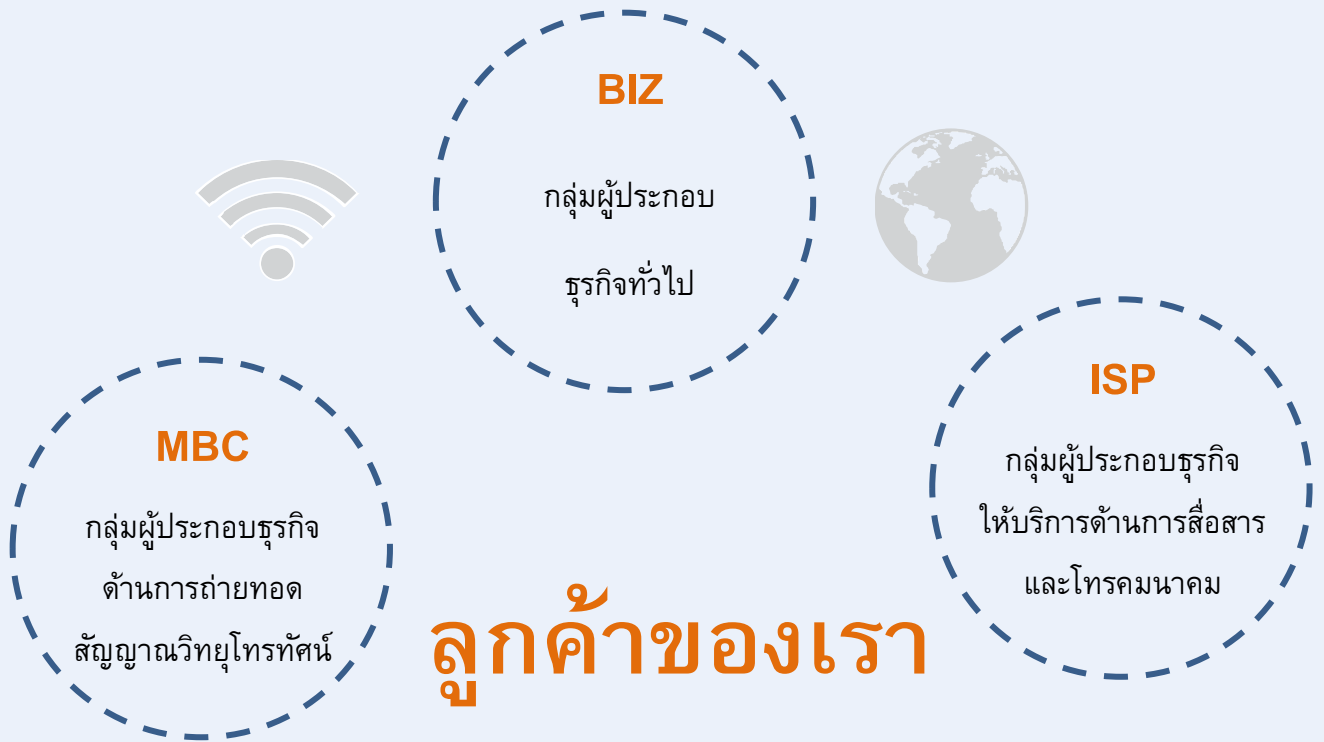 BIZ
กลุ่มผู้ประกอบ
ธุรกิจทั่วไป
MBC
กลุ่มผู้ประกอบธุรกิจ
ด้านการถ่ายทอด
สัญญาณวิทยุโทรทัศน์
ISP
กลุ่มผู้ประกอบธุรกิจ
ให้บริการด้านการสื่อสาร
และโทรคมนาคม
ลูกค้าของเรา